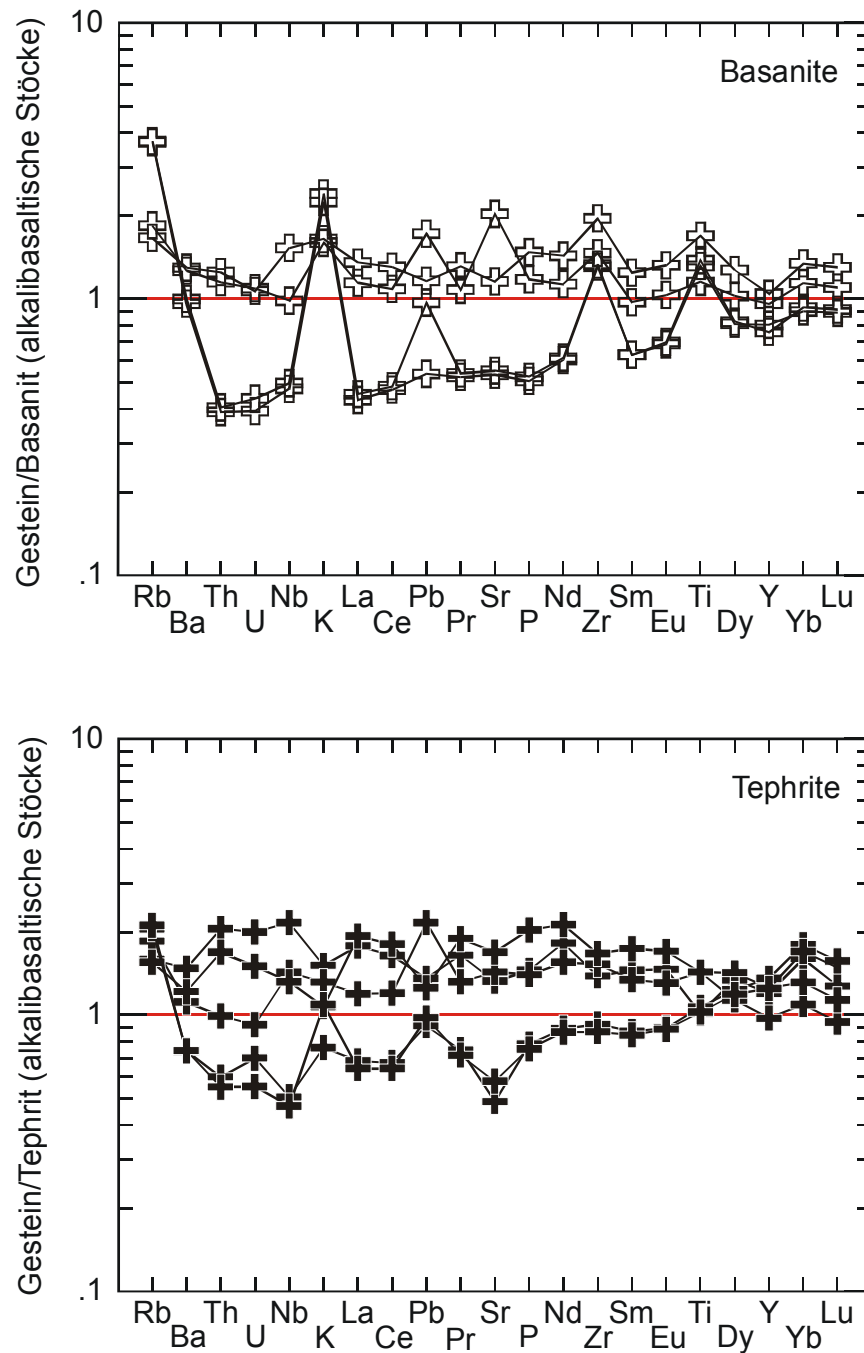 Gestein/Basanit (alkalibasaltische Stöcke)
10
1
.1
Basanite
Rb Th Nb La Pb Sr Nd Sm Ti Y Lu
Ba U K Ce Pr P Zr Eu Dy Yb
Gestein/Tephrit (alkalibasaltische Stöcke)
10
1
.1
Tephrite
Rb Th Nb La Pb Sr Nd Sm Ti Y Lu
Ba U K Ce Pr P Zr Eu Dy Yb